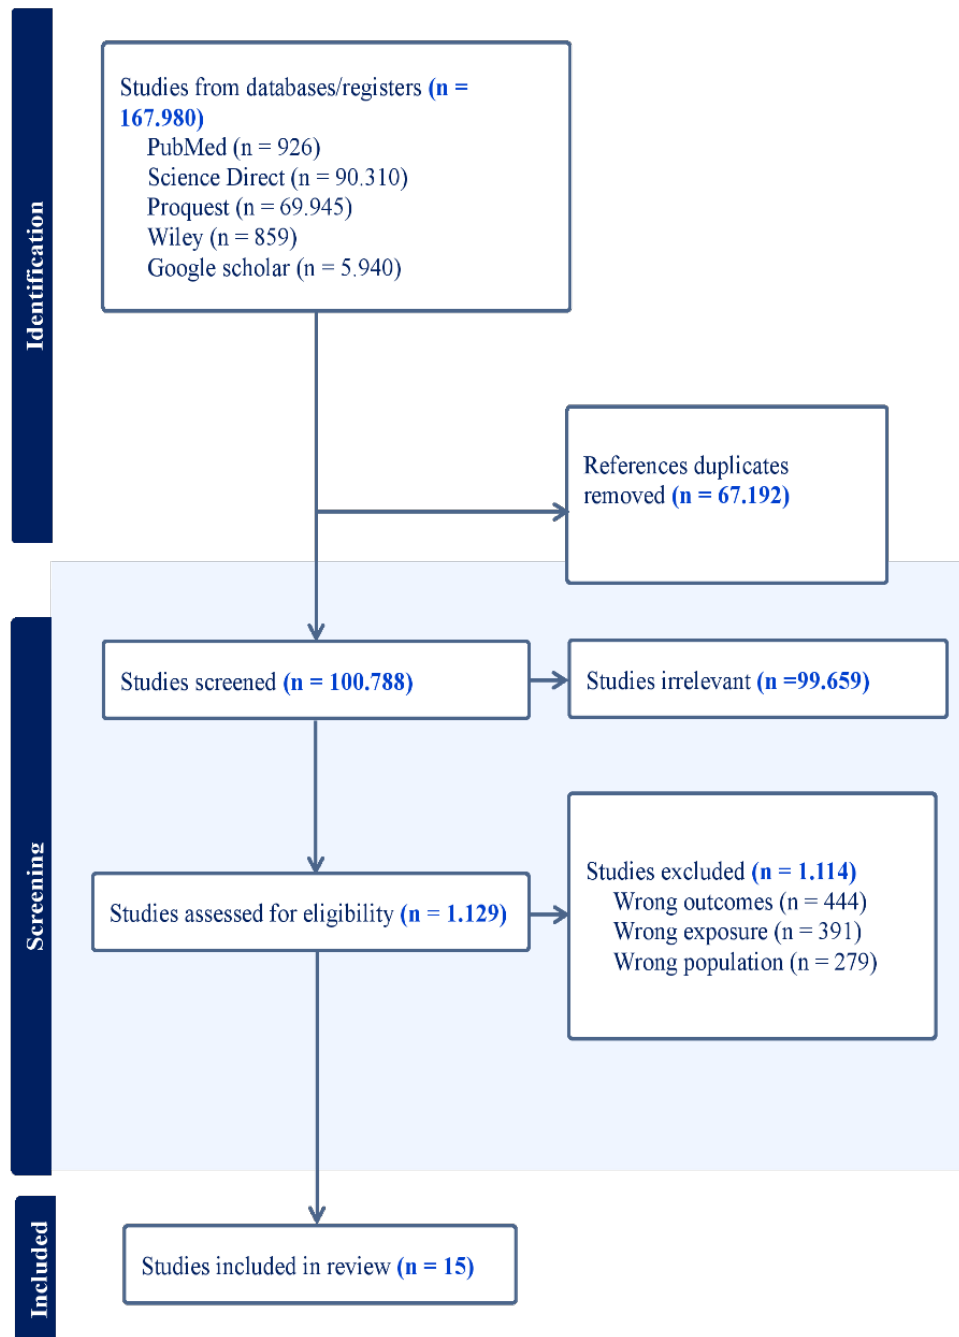 Identification
Studies from databases/registers (n =
167.980)
PubMed (n = 926)
Science Direct (n = 90.310)
Proquest (n = 69.945)
Wiley (n = 859)
Google scholar (n = 5.940)
References duplicates
removed (n = 67.192)
Screening
Studies screened (n = 100.788)
Studies irrelevant (n =99.659)
Studies assessed for eligibility (n = 1.129)
Studies excluded (n = 1.114)
Wrong outcomes (n = 444)
Wrong exposure (n = 391)
Wrong population (n = 279)
Included
Studies included in review (n = 15)